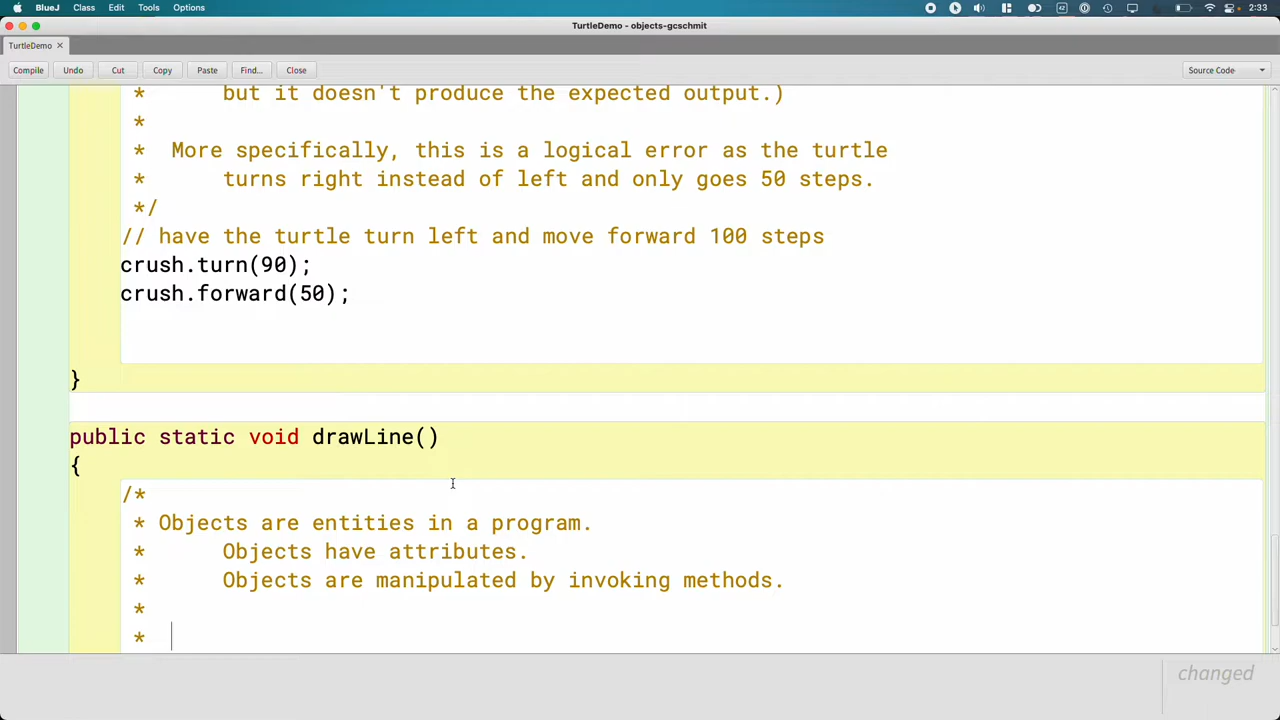 BlueJ Class Edit Tools Options 2:33
TurtleDemo - objects-gcschmit
TurtleDemo ×
Compile Undo Cut Copy Paste Find... Close Source Code
* but it doesn't produce the expected output.)
*
* More specifically, this is a logical error as the turtle
* turns right instead of left and only goes 50 steps.
*/
// have the turtle turn left and move forward 100 steps
crush.turn(90);
crush.forward(50);
}
public static void drawLine()
{
/*
* Objects are entities in a program.
* Objects have attributes.
* Objects are manipulated by invoking methods.
*
*
changed